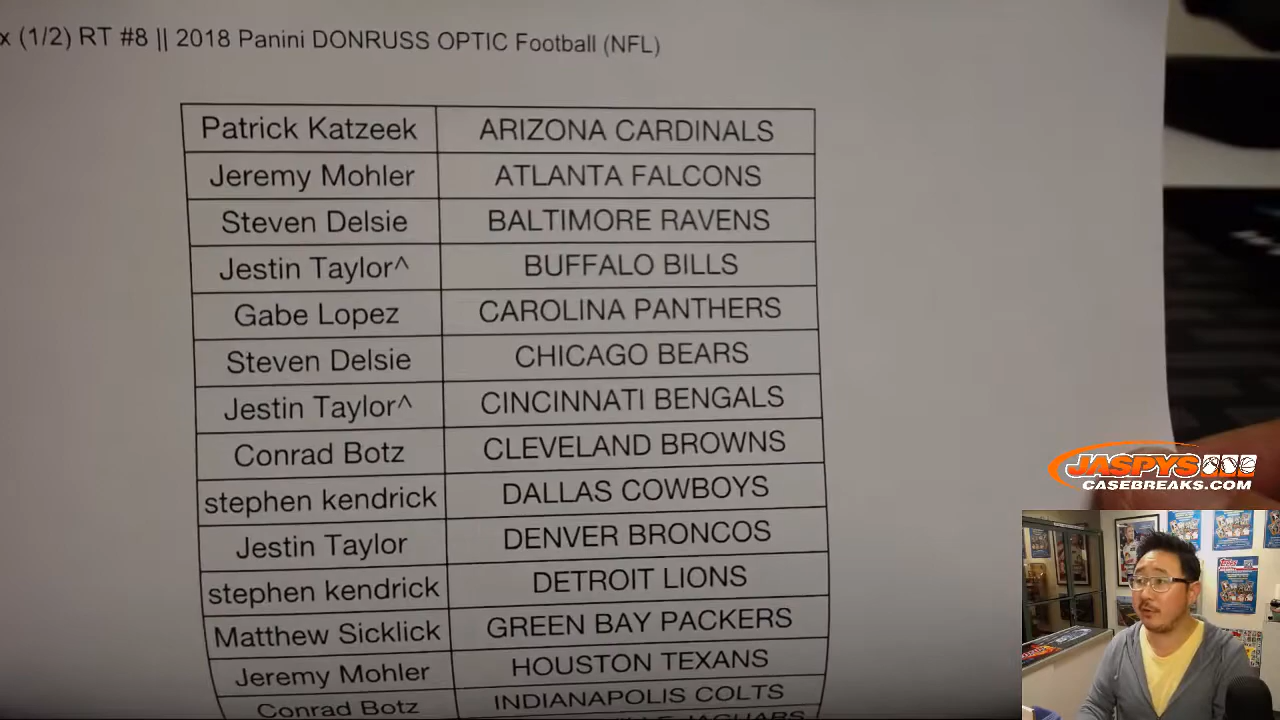 x (1/2) RT #8 || 2018 Panini DONRUSS OPTIC Football (NFL)
Patrick Katzeek ARIZONA CARDINALS
Jeremy Mohler ATLANTA FALCONS
Steven Delsie BALTIMORE RAVENS
Jestin Taylor^ BUFFALO BILLS
Gabe Lopez CAROLINA PANTHERS
Steven Delsie CHICAGO BEARS
Jestin Taylor^ CINCINNATI BENGALS
Conrad Botz CLEVELAND BROWNS
stephen kendrick DALLAS COWBOYS
Jestin Taylor DENVER BRONCOS
stephen kendrick DETROIT LIONS
Matthew Sicklick GREEN BAY PACKERS
Jeremy Mohler HOUSTON TEXANS
Conrad Botz INDIANAPOLIS COLTS
JAGUARS
JASPYS
CASEBREAKS.COM